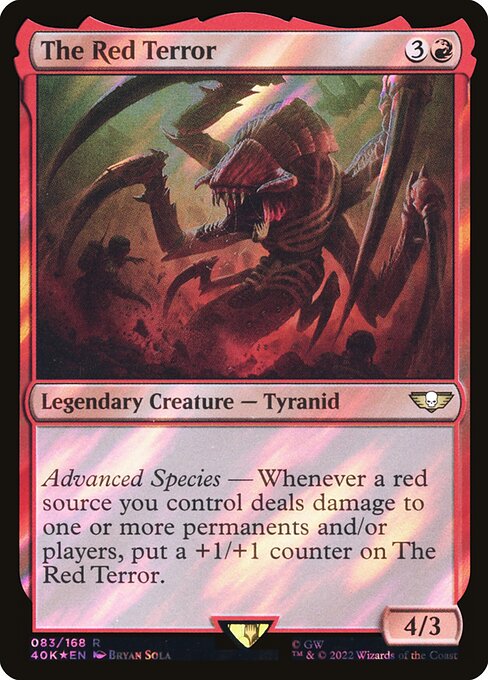 The Red Terror 3
Legendary Creature — Tyranid
Advanced Species — Whenever a red
source you control deals damage to
one or more permanents and/or
players, put a +1/+1 counter on The
Red Terror.
4/3
083/168 R
40K★EN Bryan Sola
© GW
™ & © 2022 Wizards of the Coast